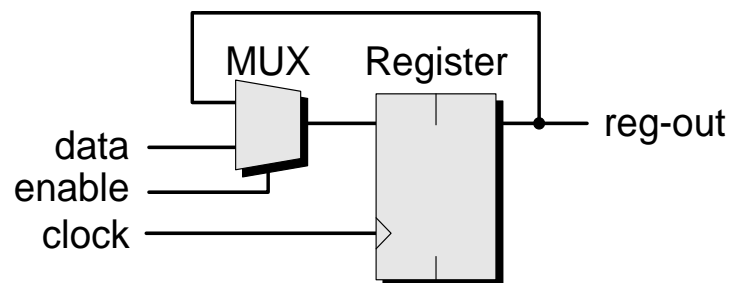 MUX Register
reg-out
data
enable
clock